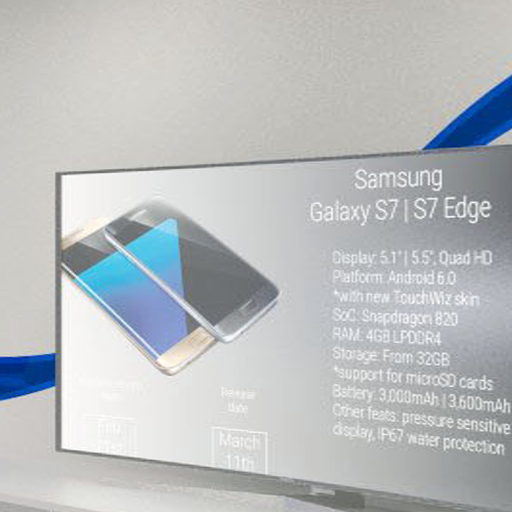 Samsung
Galaxy S7 | S7 Edge
Display: 5.1" | 5.5", Quad HD
Platform: Android 6.0
*with new TouchWiz skin
SoC: Snapdragon 820
RAM: 4GB LPDDR4
Storage: From 32GB
*support for microSD cards
Battery: 3,000mAh | 3,600mAh
Other feats: pressure sensitive
display, IP67 water protection
Release
date
March
11th